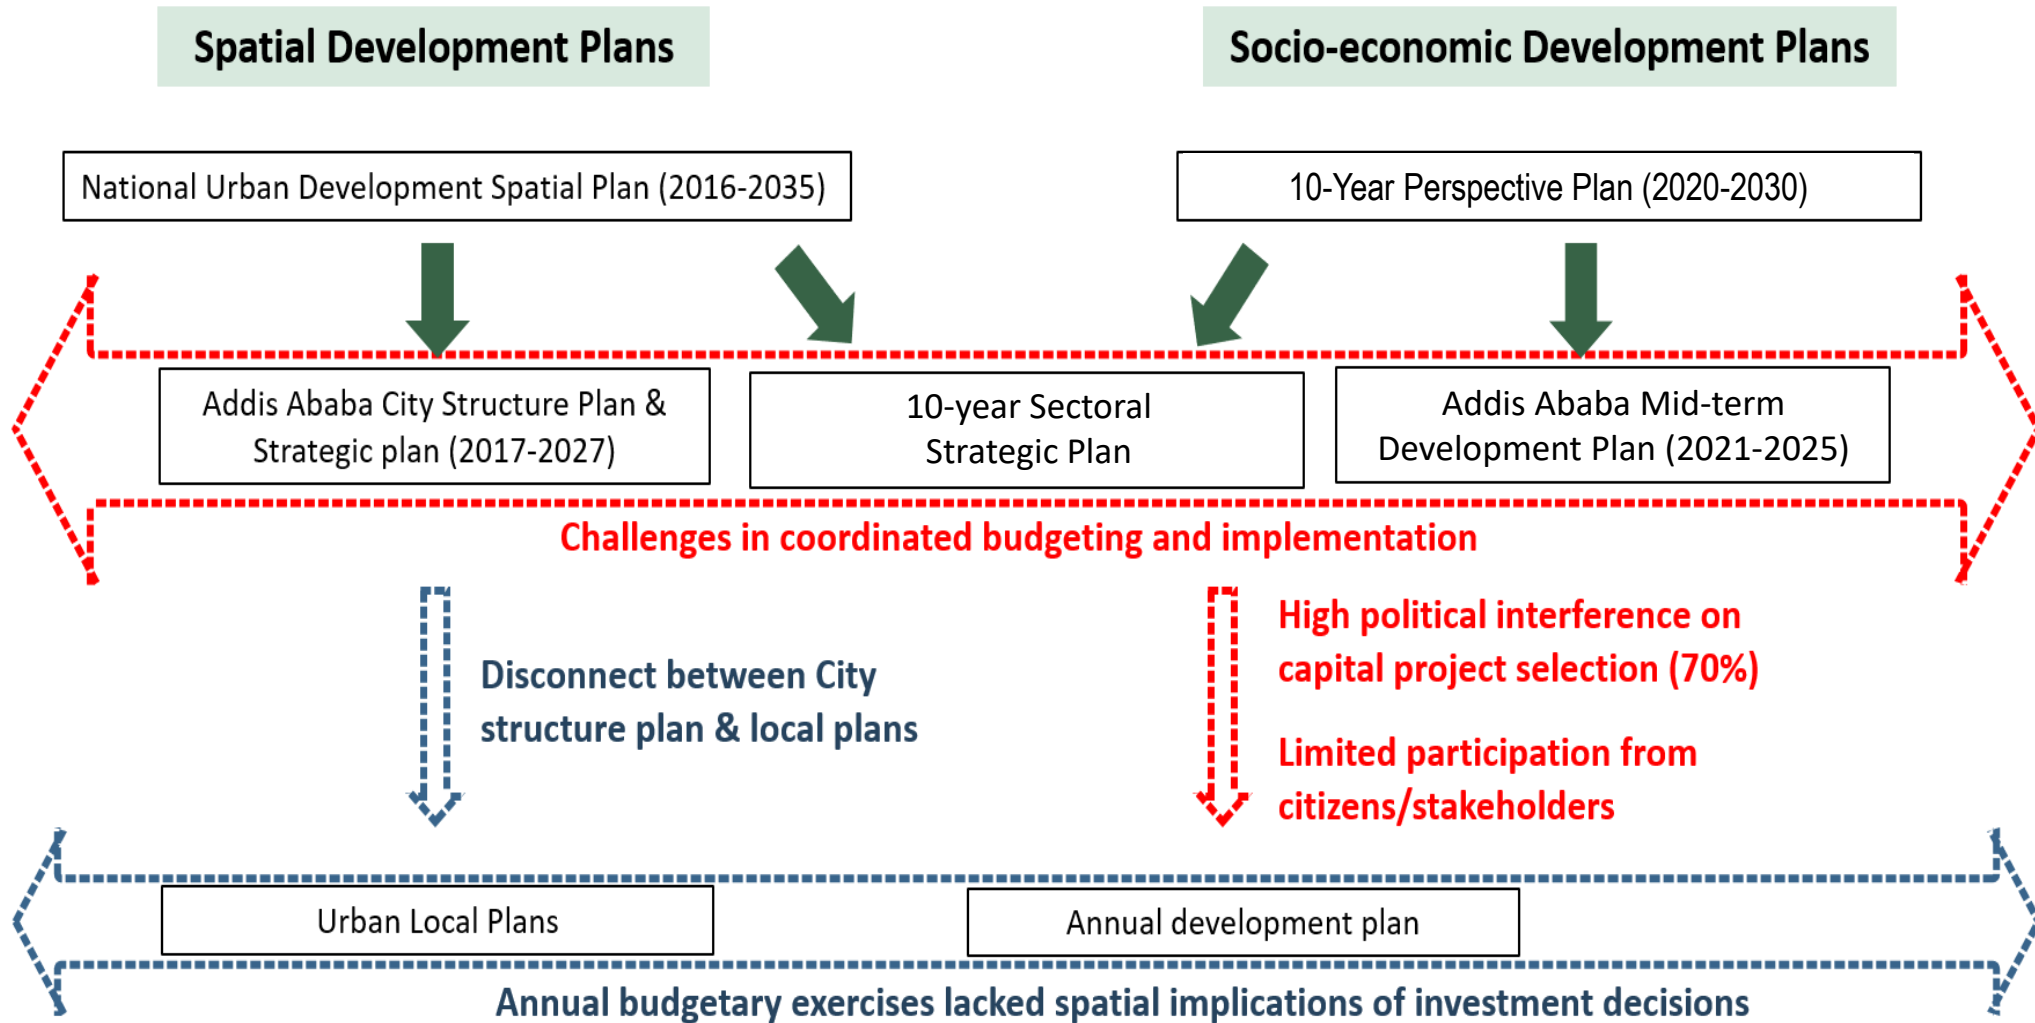 Spatial Development Plans
Socio-economic Development Plans
National Urban Development Spatial Plan (2016-2035)
10-Year Perspective Plan (2020-2030)
Addis Ababa City Structure Plan &
Strategic plan (2017-2027)
10-year Sectoral
Strategic Plan
Addis Ababa Mid-term
Development Plan (2021-2025)
Challenges in coordinated budgeting and implementation
Disconnect between City
structure plan & local plans
High political interference on
capital project selection (70%)
Limited participation from
citizens/stakeholders
Urban Local Plans
Annual development plan
Annual budgetary exercises lacked spatial implications of investment decisions